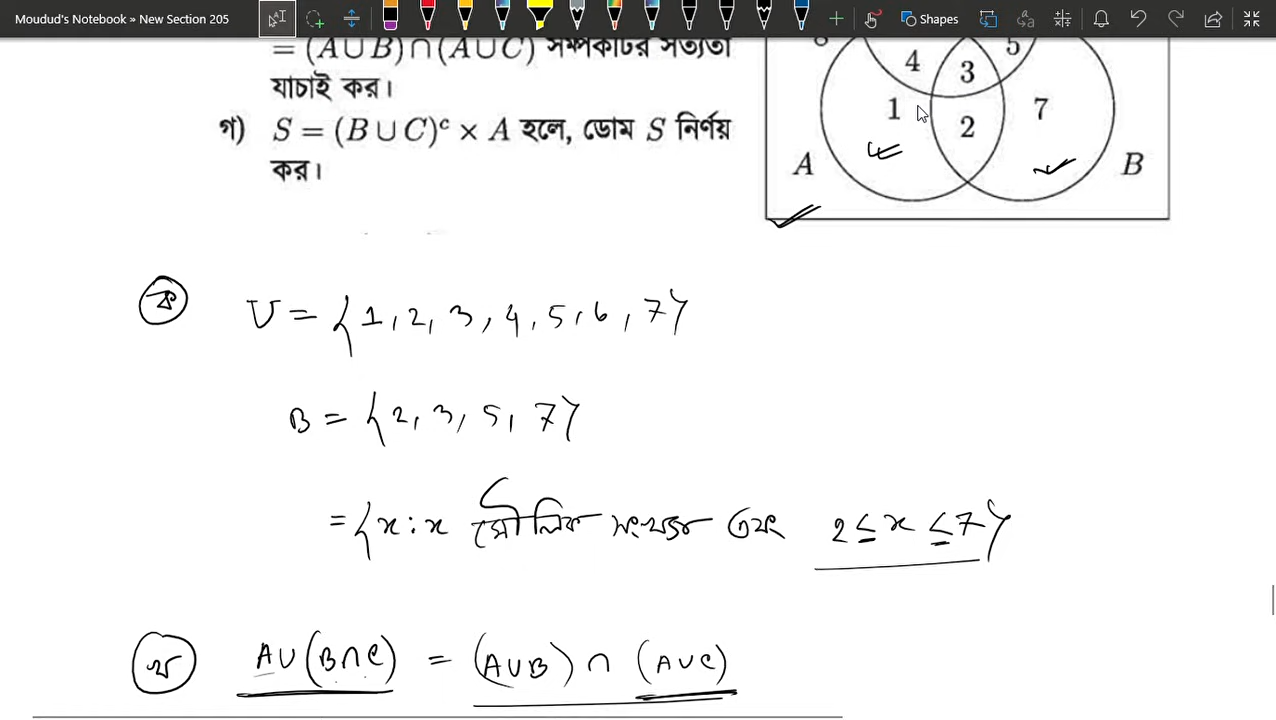 Moudud's Notebook » New Section 205
Shapes
= (A∪B)∩(A∪C) সম্পর্কটির সত্যতা
যাচাই কর।
গ) S = (B ∪ C)ᶜ × A হলে, ডোম S নির্ণয়
কর।
6 4 3 5
1 2 7
A B
ক U = {1, 2, 3, 4, 5, 6, 7}
B = {2, 3, 5, 7}
= {x : x মৌলিক সংখ্যা এবং 2 ≤ x ≤ 7}
খ A∪(B∩C) = (A∪B) ∩ (A∪C)